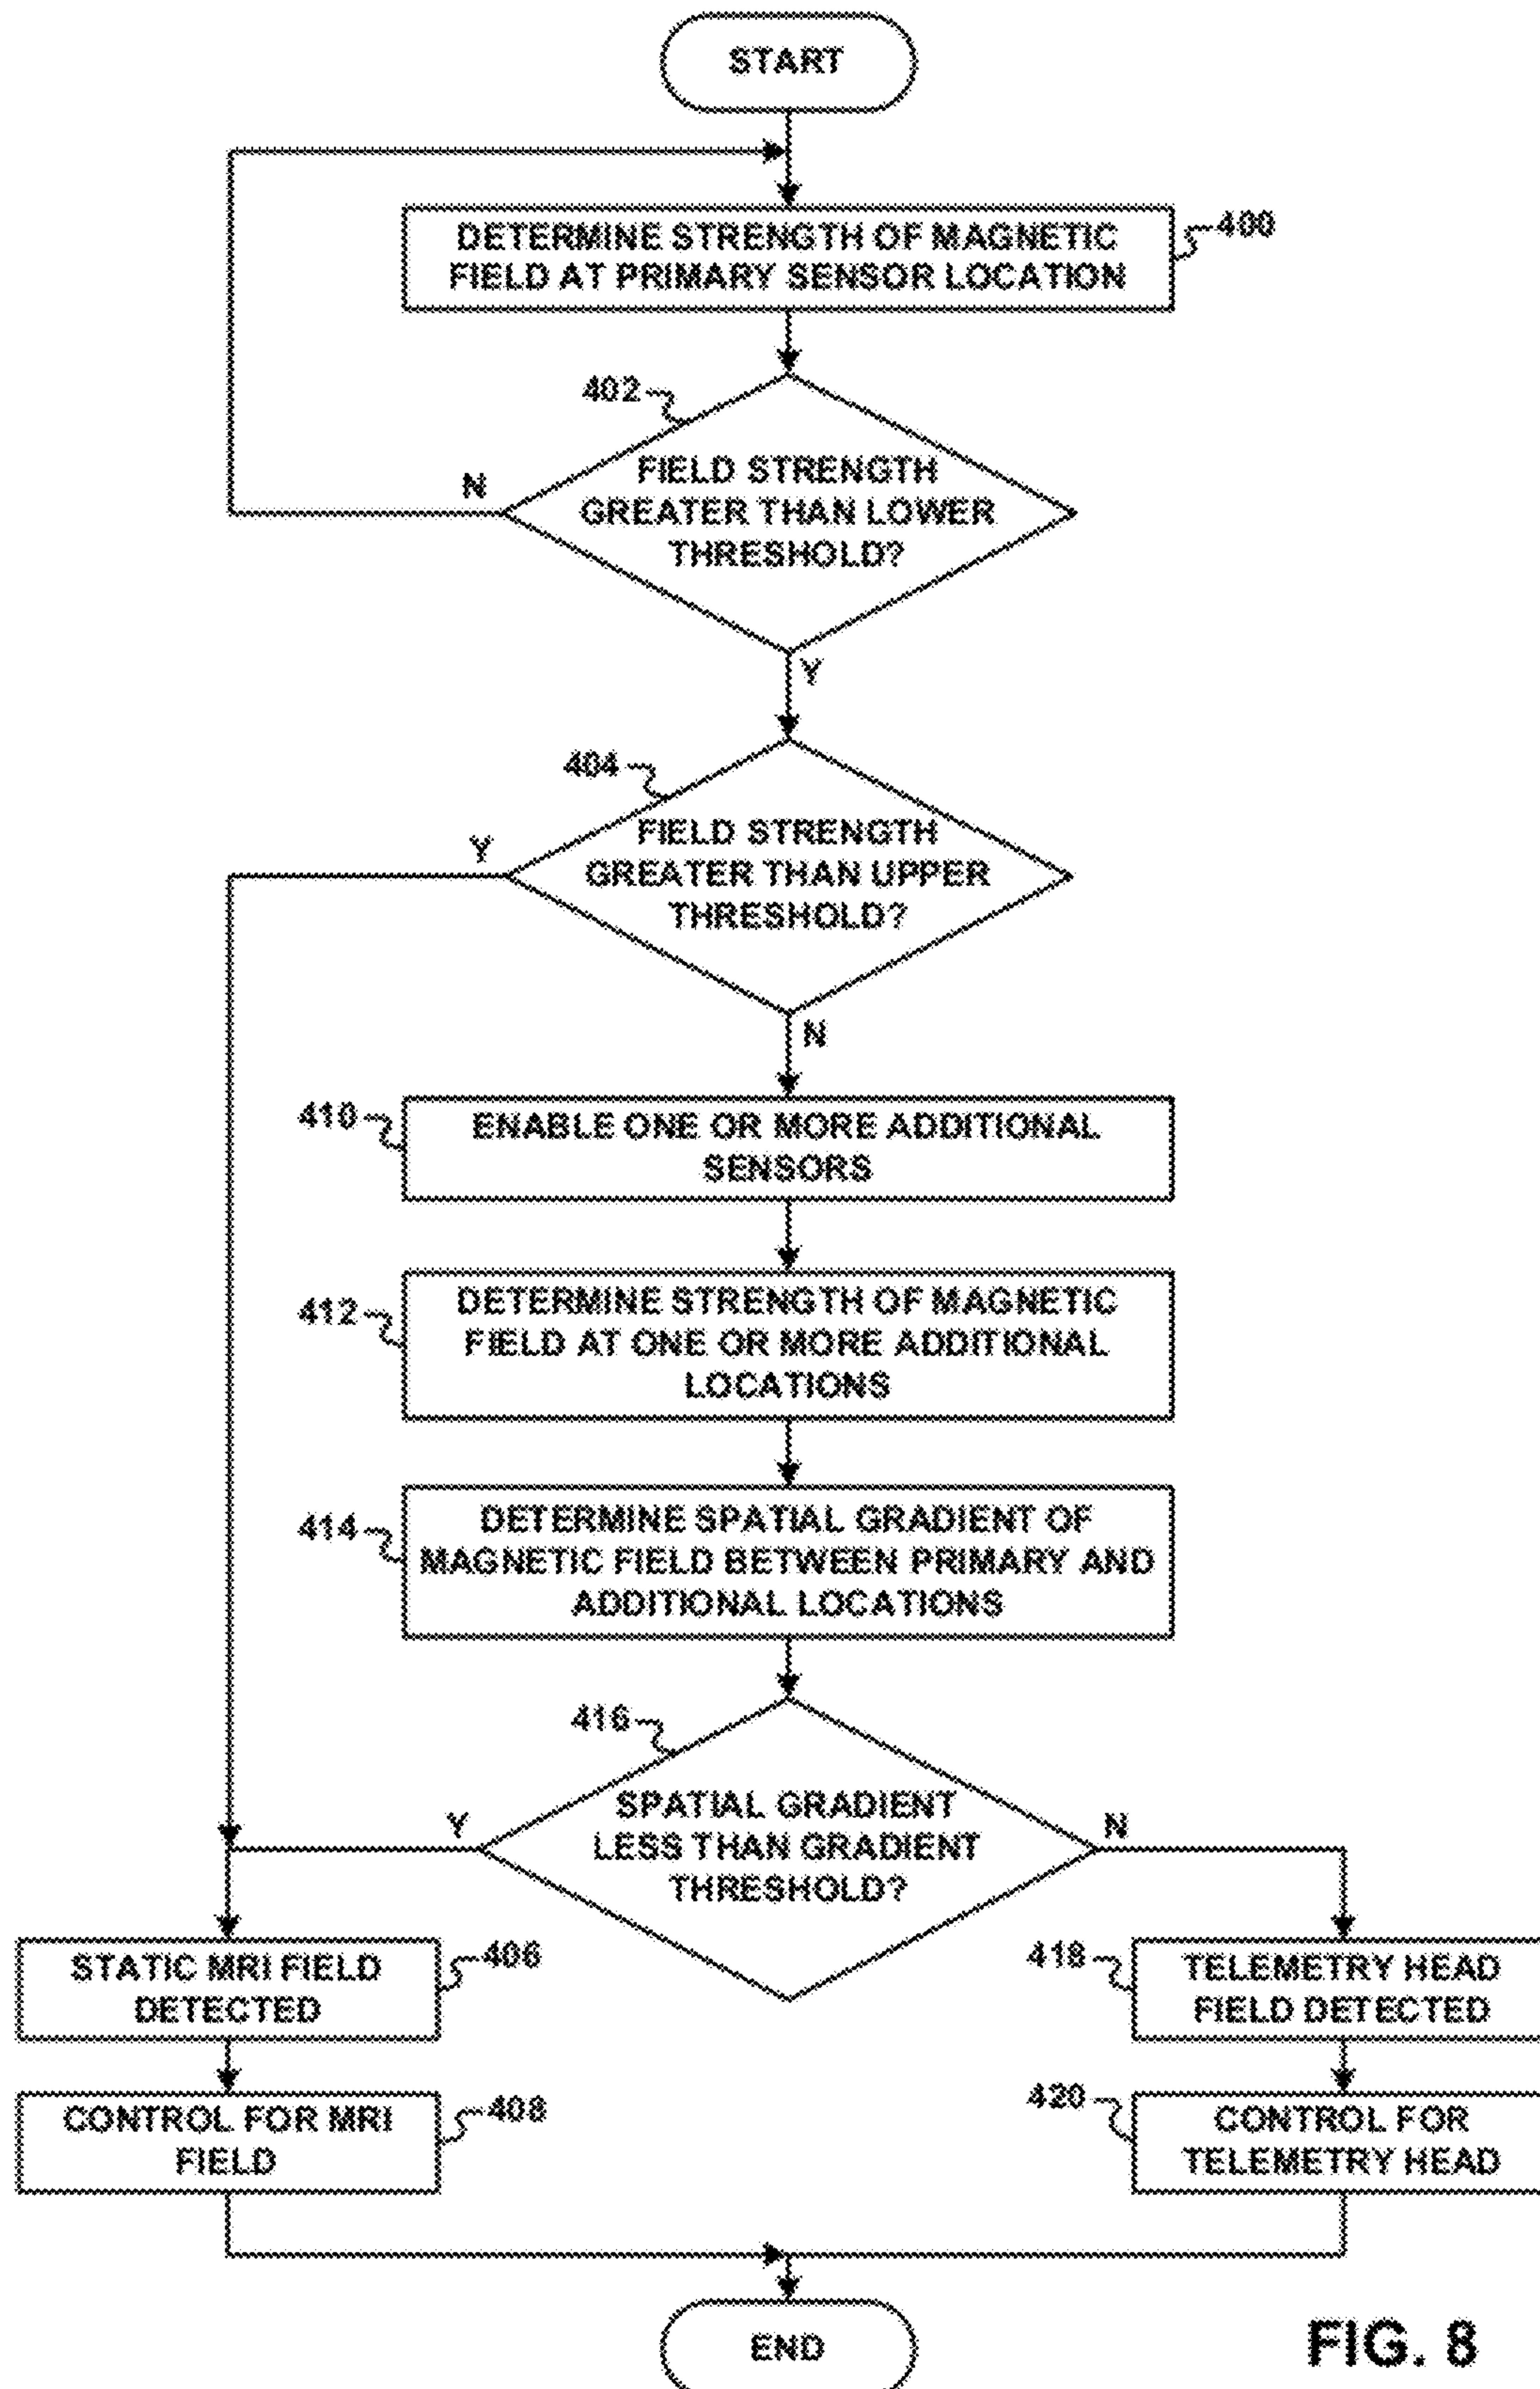 START
DETERMINE STRENGTH OF MAGNETIC
FIELD AT PRIMARY SENSOR LOCATION
400
402
FIELD STRENGTH
GREATER THAN LOWER
THRESHOLD?
N
Y
404
FIELD STRENGTH
GREATER THAN UPPER
THRESHOLD?
Y
N
410
ENABLE ONE OR MORE ADDITIONAL
SENSORS
412
DETERMINE STRENGTH OF MAGNETIC
FIELD AT ONE OR MORE ADDITIONAL
LOCATIONS
414
DETERMINE SPATIAL GRADIENT OF
MAGNETIC FIELD BETWEEN PRIMARY AND
ADDITIONAL LOCATIONS
416
SPATIAL GRADIENT
LESS THAN GRADIENT
THRESHOLD?
Y
N
STATIC MRI FIELD
DETECTED
406
418
TELEMETRY HEAD
FIELD DETECTED
CONTROL FOR MRI
FIELD
408
420
CONTROL FOR
TELEMETRY HEAD
END
FIG. 8